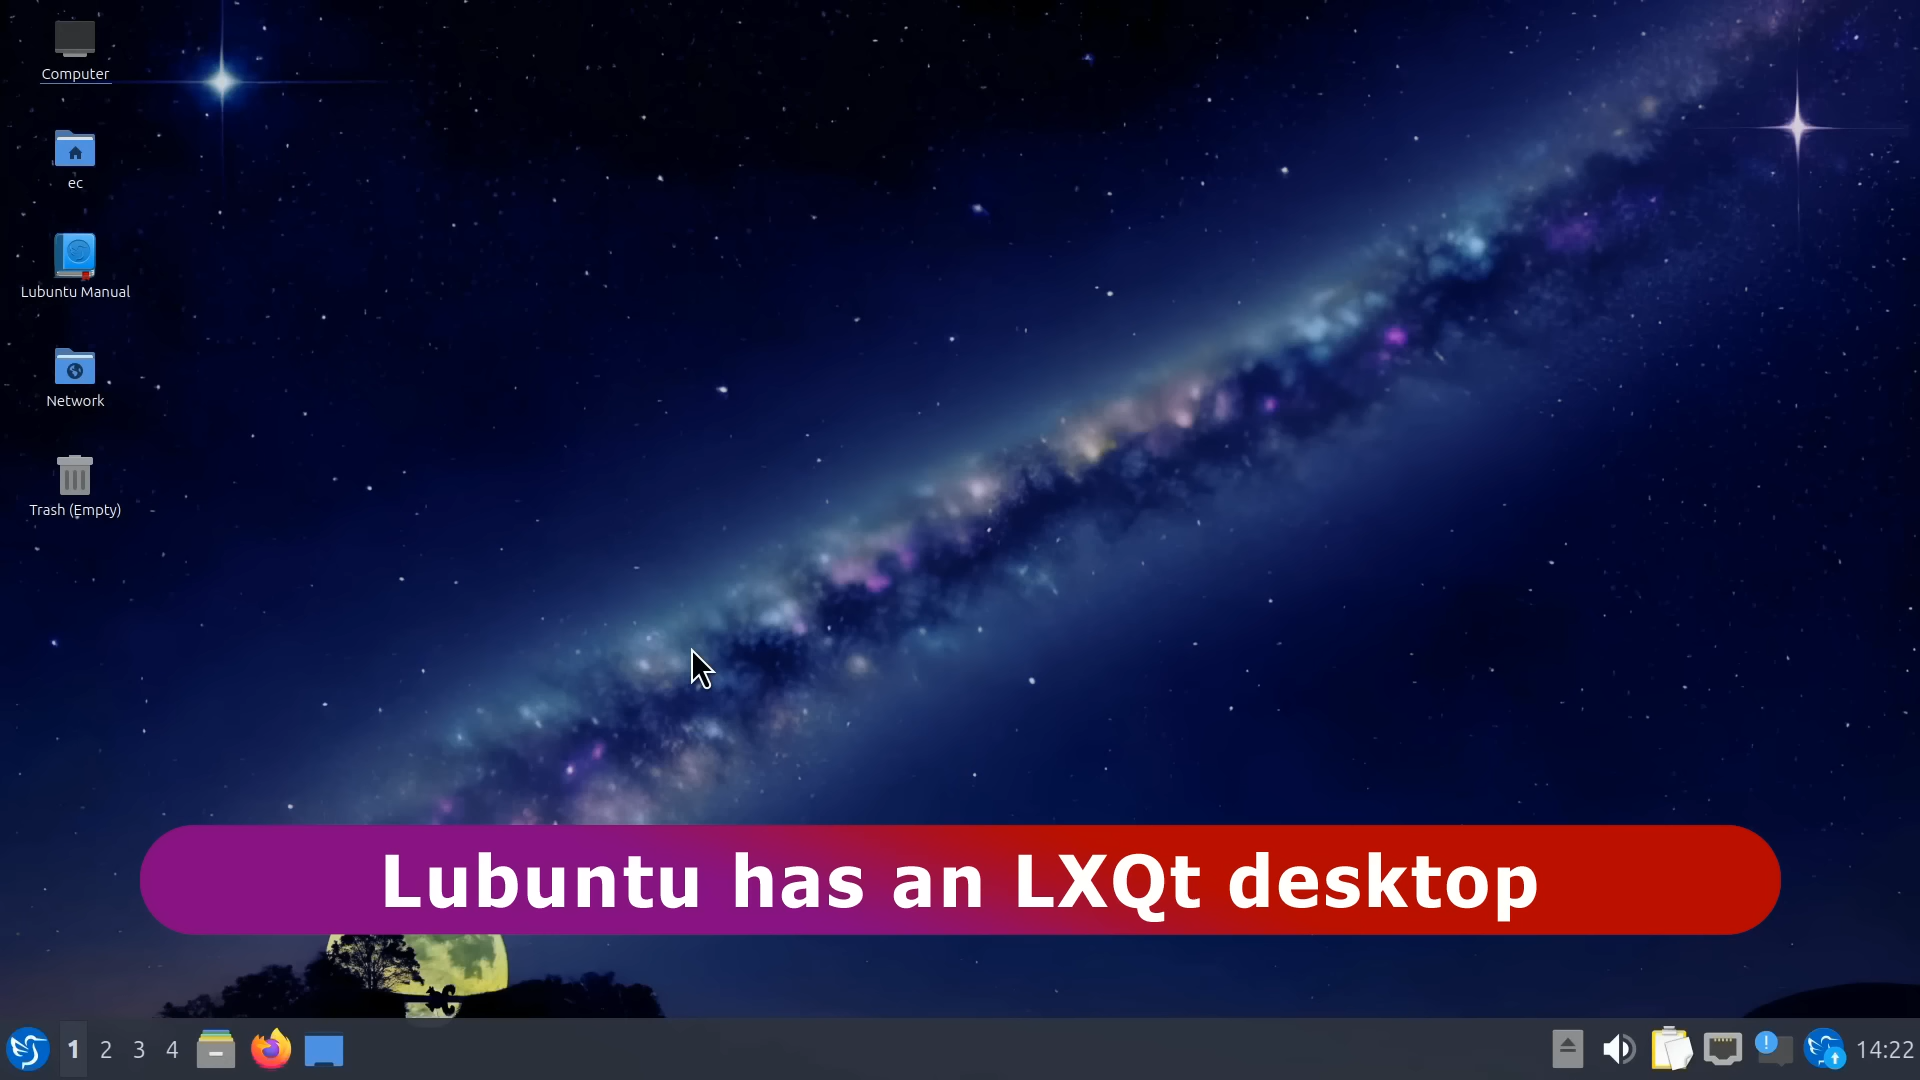 Computer
ec
Lubuntu Manual
Network
Trash (Empty)
Lubuntu has an LXQt desktop
1 2 3 4
14:22